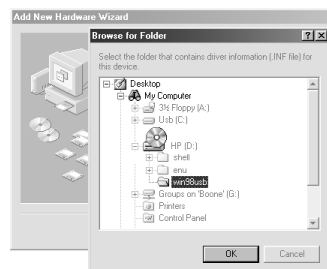 Add New Hardware Wizard
Browse for Folder
Select the folder that contains driver information (.INF file) for
this device.
Desktop
My Computer
3½ Floppy (A:)
Usb (C:)
HP (D:)
shell
enu
win98usb
Groups on 'Boone' (G:)
Printers
Control Panel
OK
Cancel